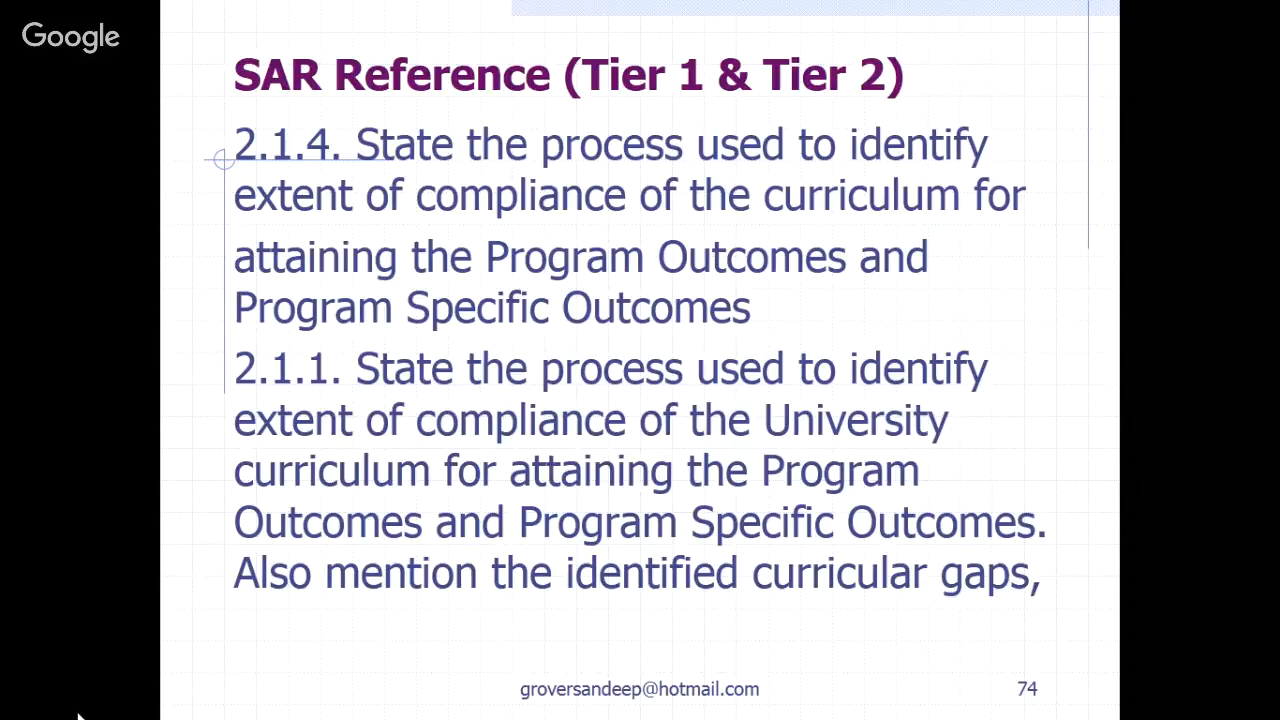 Google
SAR Reference (Tier 1 & Tier 2)
2.1.4. State the process used to identify
extent of compliance of the curriculum for
attaining the Program Outcomes and
Program Specific Outcomes
2.1.1. State the process used to identify
extent of compliance of the University
curriculum for attaining the Program
Outcomes and Program Specific Outcomes.
Also mention the identified curricular gaps,
groversandeep@hotmail.com
74